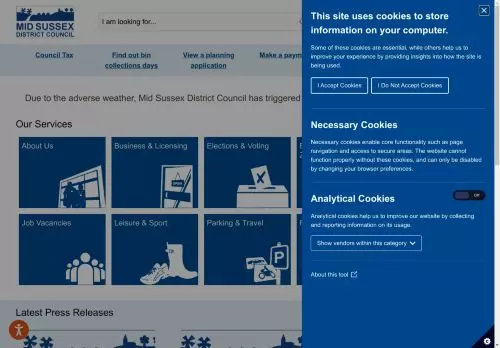 MID SUSSEX
DISTRICT COUNCIL
I am looking for...
Council Tax
Find out bin
collections days
View a planning
application
Make a paym
Due to the adverse weather, Mid Sussex District Council has triggered
Our Services
About Us
Business & Licensing
Elections & Voting
Job Vacancies
Leisure & Sport
Parking & Travel
OPEN
Latest Press Releases
This site uses cookies to store
information on your computer.
Some of these cookies are essential, while others help us to
improve your experience by providing insights into how the site is
being used.
I Accept Cookies
I Do Not Accept Cookies
Necessary Cookies
Necessary cookies enable core functionality such as page
navigation and access to secure areas. The website cannot
function properly without these cookies, and can only be disabled
by changing your browser preferences.
Analytical Cookies
Off
Analytical cookies help us to improve our website by collecting
and reporting information on its usage.
Show vendors within this category
About this tool